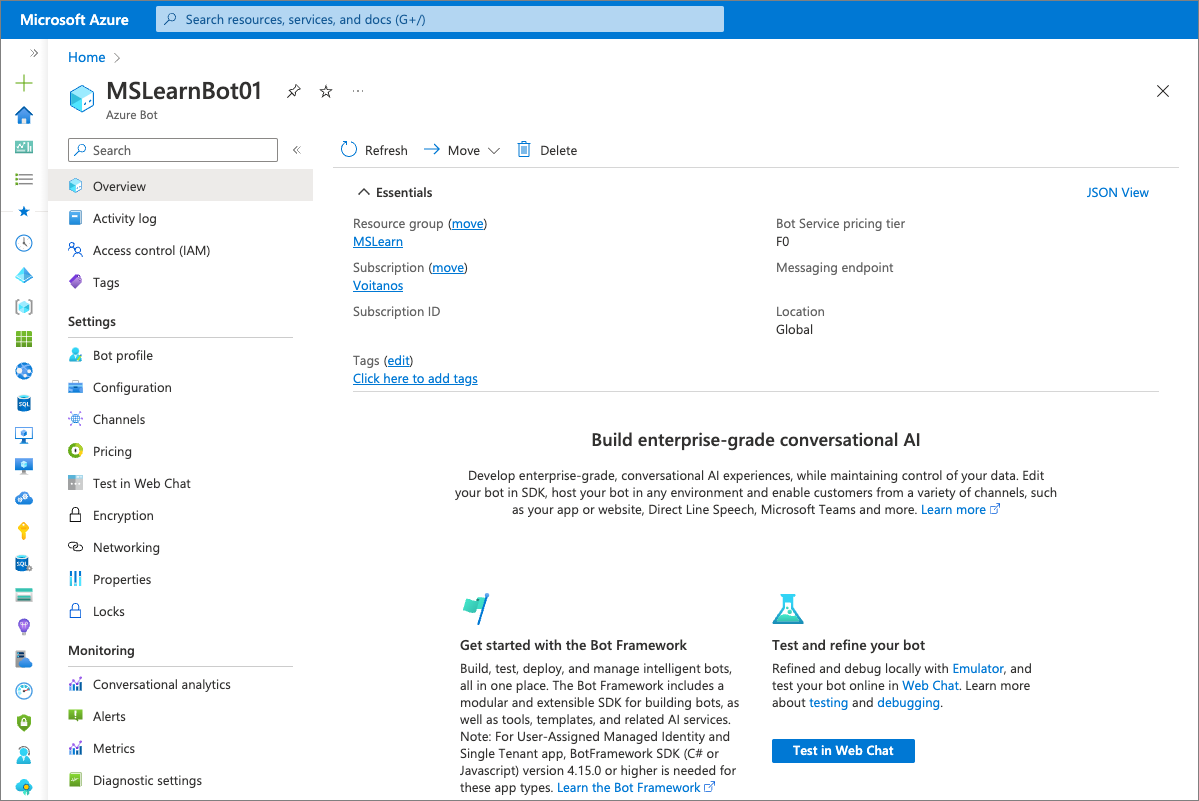 Microsoft Azure
Search resources, services, and docs (G+/)
Home
MSLearnBot01
Azure Bot
Search
Overview
Activity log
Access control (IAM)
Tags
Settings
Bot profile
Configuration
Channels
Pricing
Test in Web Chat
Encryption
Networking
Properties
Locks
Monitoring
Conversational analytics
Alerts
Metrics
Diagnostic settings
Refresh
Move
Delete
Essentials
JSON View
Resource group (move)
MSLearn
Subscription (move)
Voitanos
Subscription ID
Bot Service pricing tier
F0
Messaging endpoint
Location
Global
Tags (edit)
Click here to add tags
Build enterprise-grade conversational AI
Develop enterprise-grade, conversational AI experiences, while maintaining control of your data. Edit
your bot in SDK, host your bot in any environment and enable customers from a variety of channels, such
as your app or website, Direct Line Speech, Microsoft Teams and more. Learn more
Get started with the Bot Framework
Build, test, deploy, and manage intelligent bots,
all in one place. The Bot Framework includes a
modular and extensible SDK for building bots, as
well as tools, templates, and related AI services.
Note: For User-Assigned Managed Identity and
Single Tenant app, BotFramework SDK (C# or
Javascript) version 4.15.0 or higher is needed for
these app types. Learn the Bot Framework
Test and refine your bot
Refined and debug locally with Emulator, and
test your bot online in Web Chat. Learn more
about testing and debugging.
Test in Web Chat